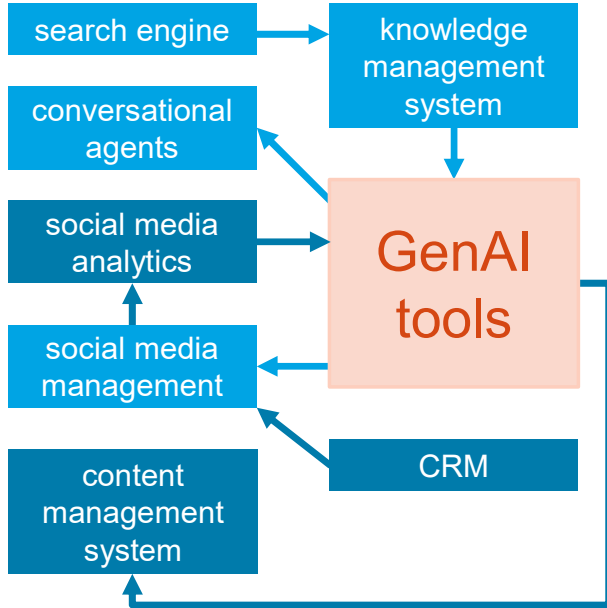 search engine
knowledge
management
system
conversational
agents
social media
analytics
GenAI
tools
social media
management
CRM
content
management
system